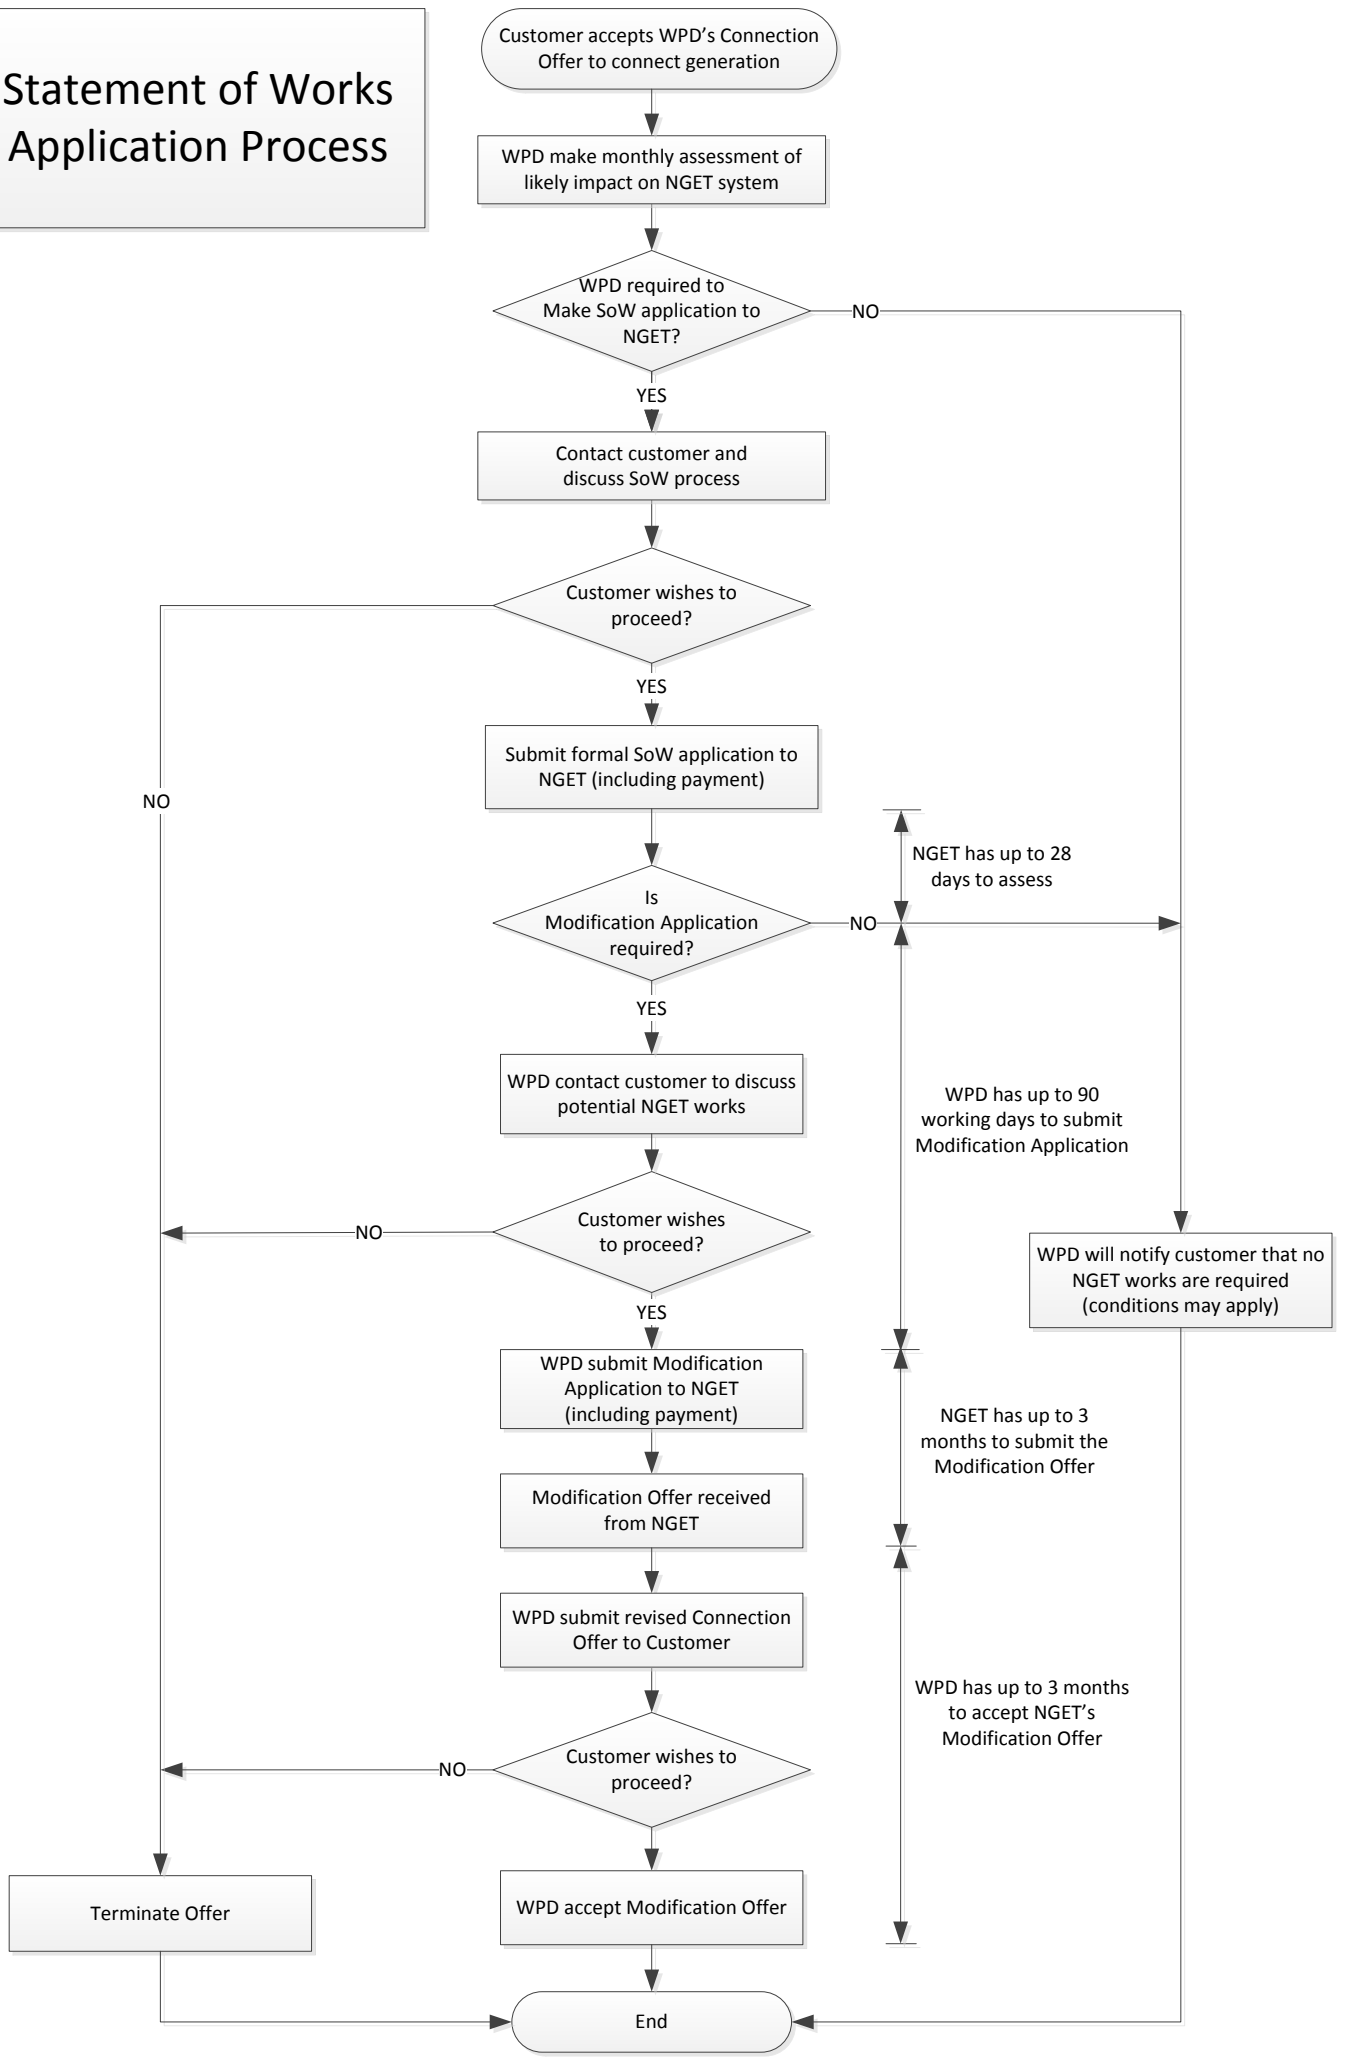 Statement of Works
Application Process
Customer accepts WPD's Connection
Offer to connect generation
WPD make monthly assessment of
likely impact on NGET system
WPD required to
Make SoW application to
NGET?
NO
YES
Contact customer and
discuss SoW process
Customer wishes to
proceed?
YES
Submit formal SoW application to
NGET (including payment)
NO
NGET has up to 28
days to assess
Is
Modification Application
required?
NO
YES
WPD contact customer to discuss
potential NGET works
WPD has up to 90
working days to submit
Modification Application
Customer wishes
to proceed?
NO
WPD will notify customer that no
NGET works are required
(conditions may apply)
YES
WPD submit Modification
Application to NGET
(including payment)
NGET has up to 3
months to submit the
Modification Offer
Modification Offer received
from NGET
WPD submit revised Connection
Offer to Customer
WPD has up to 3 months
to accept NGET's
Modification Offer
Customer wishes to
proceed?
NO
Terminate Offer
WPD accept Modification Offer
End